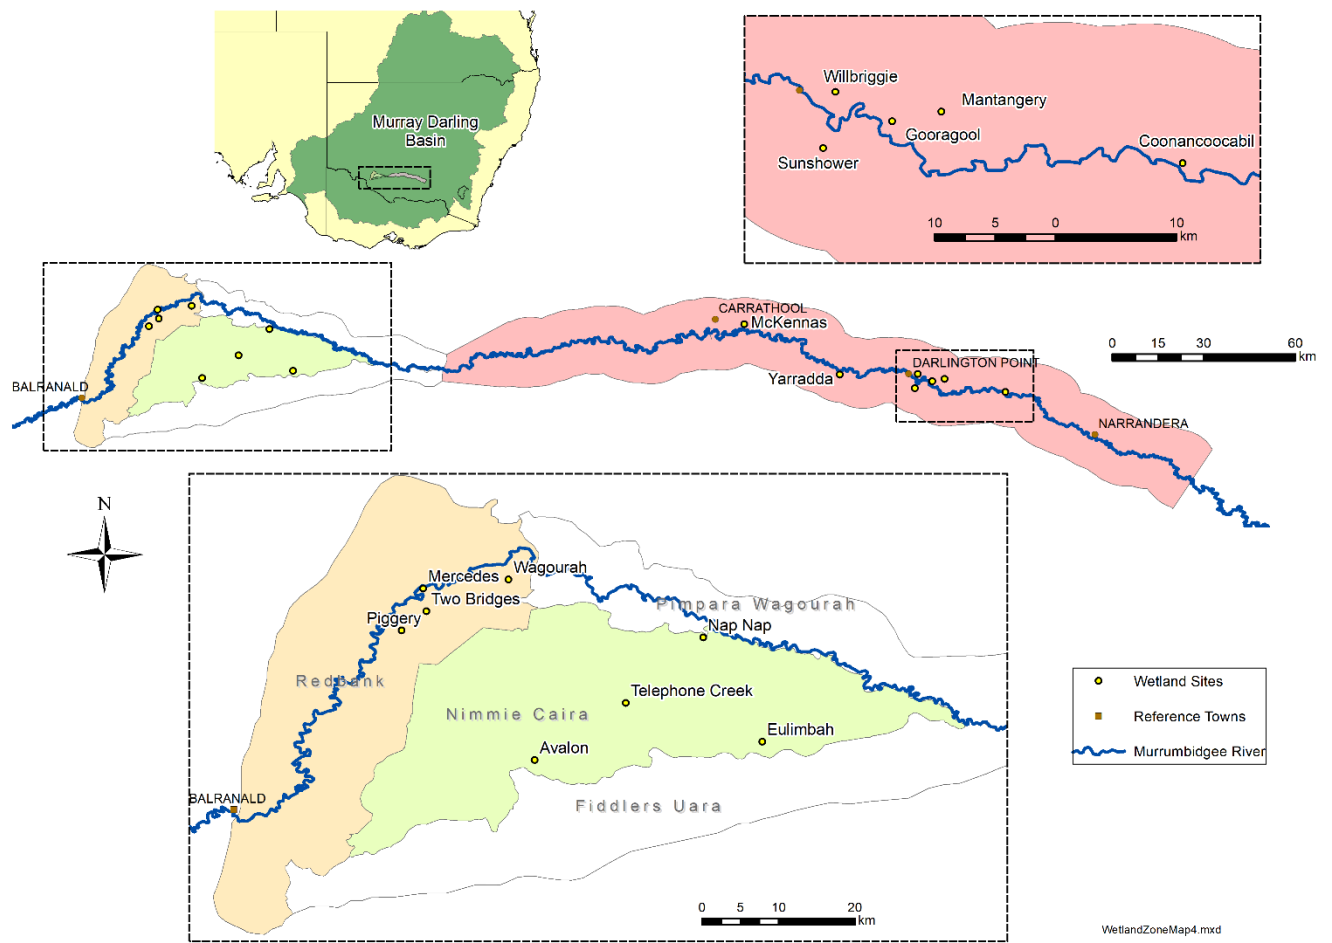 Murray Darling
Basin
Willbriggie
Mantangery
Gooragool
Coonancoocabil
Sunshower
10 5 0 10
km
CARRATHOOL
McKennas
DARLINGTON POINT
Yarradda
BALRANALD
NARRANDERA
0 15 30 60
km
N
Mercedes
Wagourah
Two Bridges
Piggery
Pimpara Wagourah
Nap Nap
Redbank
Telephone Creek
Nimmie Caira
Eulimbah
Avalon
BALRANALD
Fiddlers Uara
0 5 10 20
km
Wetland Sites
Reference Towns
Murrumbidgee River
WetlandZoneMap4.mxd